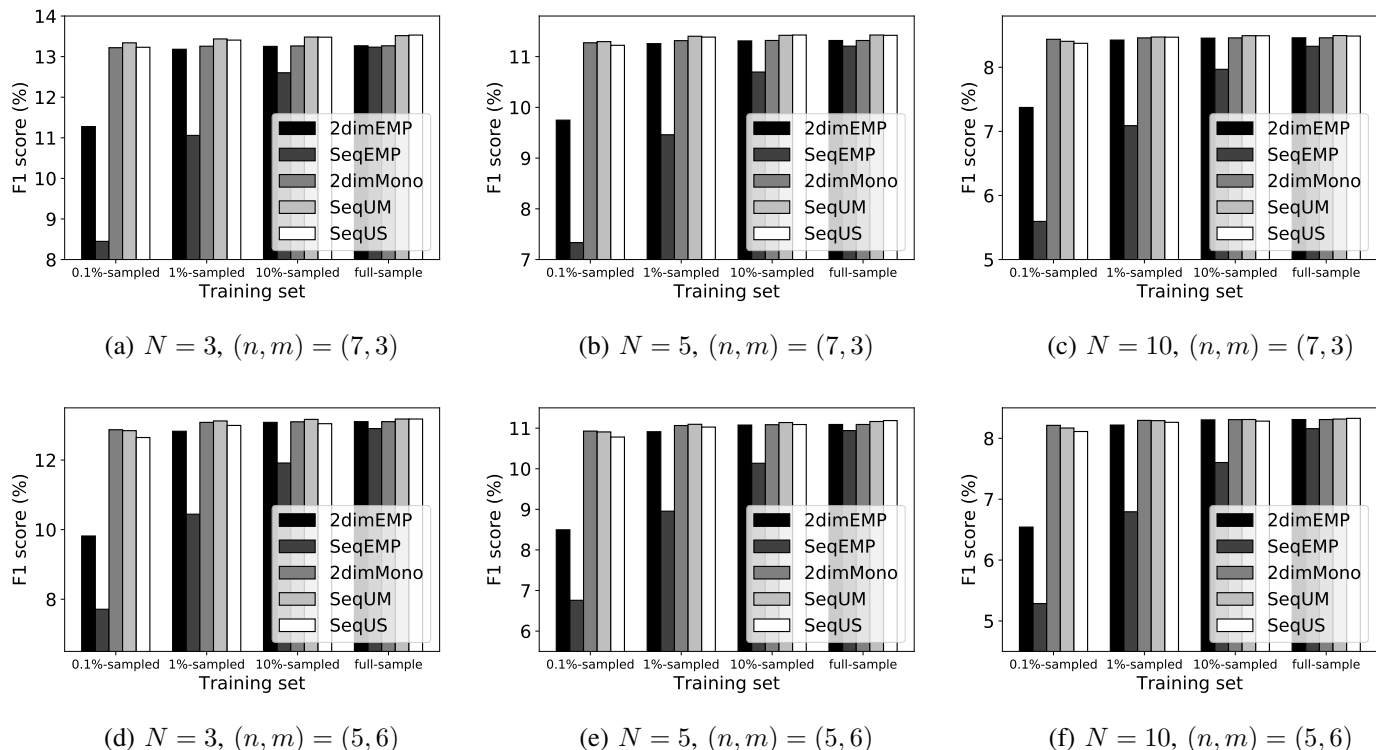 14
13
12
11
10
9
8
F1 score (%)
2dimEMP
SeqEMP
2dimMono
SeqUM
SeqUS
0.1%-sampled 1%-sampled 10%-sampled full-sample
Training set
(a) N = 3, (n, m) = (7, 3)
11
10
9
8
7
F1 score (%)
2dimEMP
SeqEMP
2dimMono
SeqUM
SeqUS
0.1%-sampled 1%-sampled 10%-sampled full-sample
Training set
(b) N = 5, (n, m) = (7, 3)
8
7
6
5
F1 score (%)
2dimEMP
SeqEMP
2dimMono
SeqUM
SeqUS
0.1%-sampled 1%-sampled 10%-sampled full-sample
Training set
(c) N = 10, (n, m) = (7, 3)
12
10
8
F1 score (%)
2dimEMP
SeqEMP
2dimMono
SeqUM
SeqUS
0.1%-sampled 1%-sampled 10%-sampled full-sample
Training set
(d) N = 3, (n, m) = (5, 6)
11
10
9
8
7
6
F1 score (%)
2dimEMP
SeqEMP
2dimMono
SeqUM
SeqUS
0.1%-sampled 1%-sampled 10%-sampled full-sample
Training set
(e) N = 5, (n, m) = (5, 6)
8
7
6
5
F1 score (%)
2dimEMP
SeqEMP
2dimMono
SeqUM
SeqUS
0.1%-sampled 1%-sampled 10%-sampled full-sample
Training set
(f) N = 10, (n, m) = (5, 6)